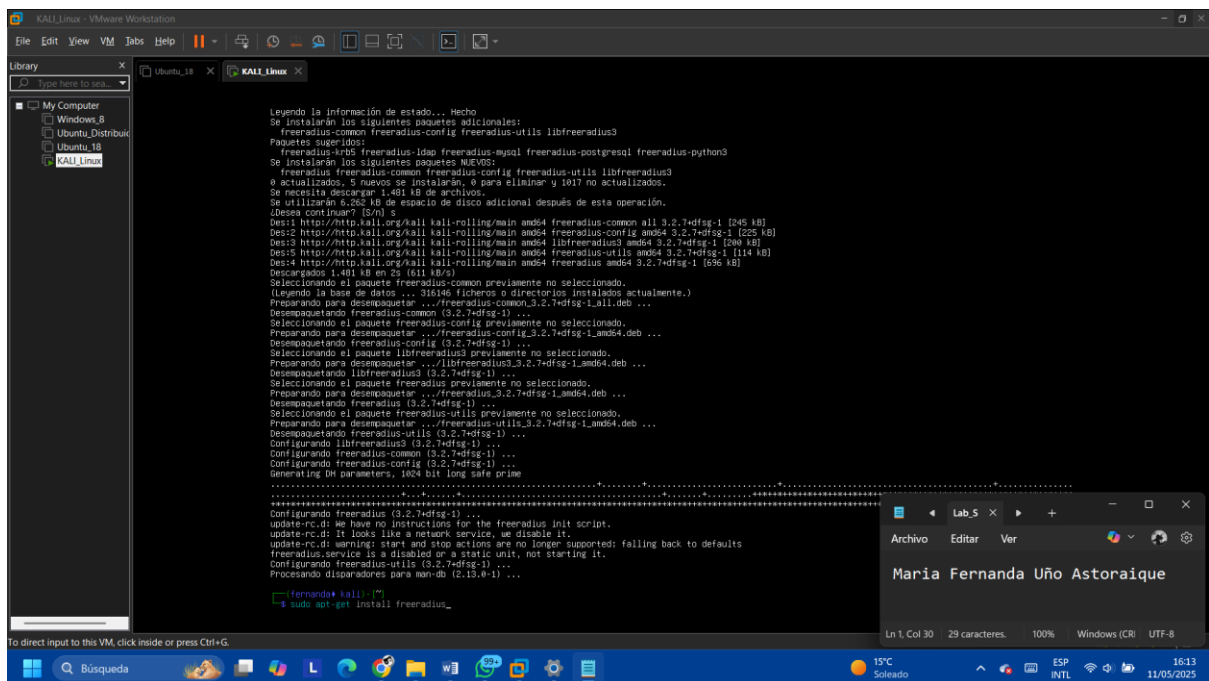 KALI_Linux - VMware Workstation
File Edit View VM Tabs Help
Library X
Type here to sea...
My Computer
Windows_8
Ubuntu_Distribuic
Ubuntu_18
KALI_Linux
Ubuntu_18 X KALI_Linux X
Leyendo la información de estado... Hecho
Se instalarán los siguientes paquetes adicionales:
freeradius-common freeradius-config freeradius-utils libfreeradius3
Paquetes sugeridos:
freeradius-krb5 freeradius-ldap freeradius-mysql freeradius-postgresql freeradius-python3
Se instalarán los siguientes paquetes NUEVOS:
freeradius freeradius-common freeradius-config freeradius-utils libfreeradius3
0 actualizados, 5 nuevos se instalarán, 0 para eliminar y 1017 no actualizados.
Se necesita descargar 1.481 kB de archivos.
Se utilizarán 6.262 kB de espacio de disco adicional después de esta operación.
¿Desea continuar? [S/n] s
Des:1 http://http.kali.org/kali kali-rolling/main amd64 freeradius-common all 3.2.7+dfsg-1 [245 kB]
Des:2 http://http.kali.org/kali kali-rolling/main amd64 freeradius-config amd64 3.2.7+dfsg-1 [225 kB]
Des:3 http://http.kali.org/kali kali-rolling/main amd64 libfreeradius3 amd64 3.2.7+dfsg-1 [200 kB]
Des:5 http://http.kali.org/kali kali-rolling/main amd64 freeradius-utils amd64 3.2.7+dfsg-1 [114 kB]
Des:4 http://http.kali.org/kali kali-rolling/main amd64 freeradius amd64 3.2.7+dfsg-1 [696 kB]
Descargados 1.481 kB en 2s (611 kB/s)
Seleccionando el paquete freeradius-common previamente no seleccionado.
(Leyendo la base de datos ... 316146 ficheros o directorios instalados actualmente.)
Preparando para desempaquetar .../freeradius-common_3.2.7+dfsg-1_all.deb ...
Desempaquetando freeradius-common (3.2.7+dfsg-1) ...
Seleccionando el paquete freeradius-config previamente no seleccionado.
Preparando para desempaquetar .../freeradius-config_3.2.7+dfsg-1_amd64.deb ...
Desempaquetando freeradius-config (3.2.7+dfsg-1) ...
Seleccionando el paquete libfreeradius3 previamente no seleccionado.
Preparando para desempaquetar .../libfreeradius3_3.2.7+dfsg-1_amd64.deb ...
Desempaquetando libfreeradius3 (3.2.7+dfsg-1) ...
Seleccionando el paquete freeradius previamente no seleccionado.
Preparando para desempaquetar .../freeradius_3.2.7+dfsg-1_amd64.deb ...
Desempaquetando freeradius (3.2.7+dfsg-1) ...
Seleccionando el paquete freeradius-utils previamente no seleccionado.
Preparando para desempaquetar .../freeradius-utils_3.2.7+dfsg-1_amd64.deb ...
Desempaquetando freeradius-utils (3.2.7+dfsg-1) ...
Configurando libfreeradius3 (3.2.7+dfsg-1) ...
Configurando freeradius-common (3.2.7+dfsg-1) ...
Configurando freeradius-config (3.2.7+dfsg-1) ...
Generating DH parameters, 1024 bit long safe prime
Configurando freeradius (3.2.7+dfsg-1) ...
update-rc.d: We have no instructions for the freeradius init script.
update-rc.d: It looks like a network service, we disable it.
update-rc.d: warning: start and stop actions are no longer supported; falling back to defaults
freeradius.service is a disabled or a static unit, not starting it.
Configurando freeradius-utils (3.2.7+dfsg-1) ...
Procesando disparadores para man-db (2.13.0-1) ...
(fernanda kali)-[~]
$ sudo apt-get install freeradius_
Lab_S X +
Archivo Editar Ver
Maria Fernanda Uño Astoraique
Ln 1, Col 30 29 caracteres. 100% Windows (CRI UTF-8
To direct input to this VM, click inside or press Ctrl+G.
Búsqueda
99+
15°C
Soleado
ESP
INTL
16:13
11/05/2025